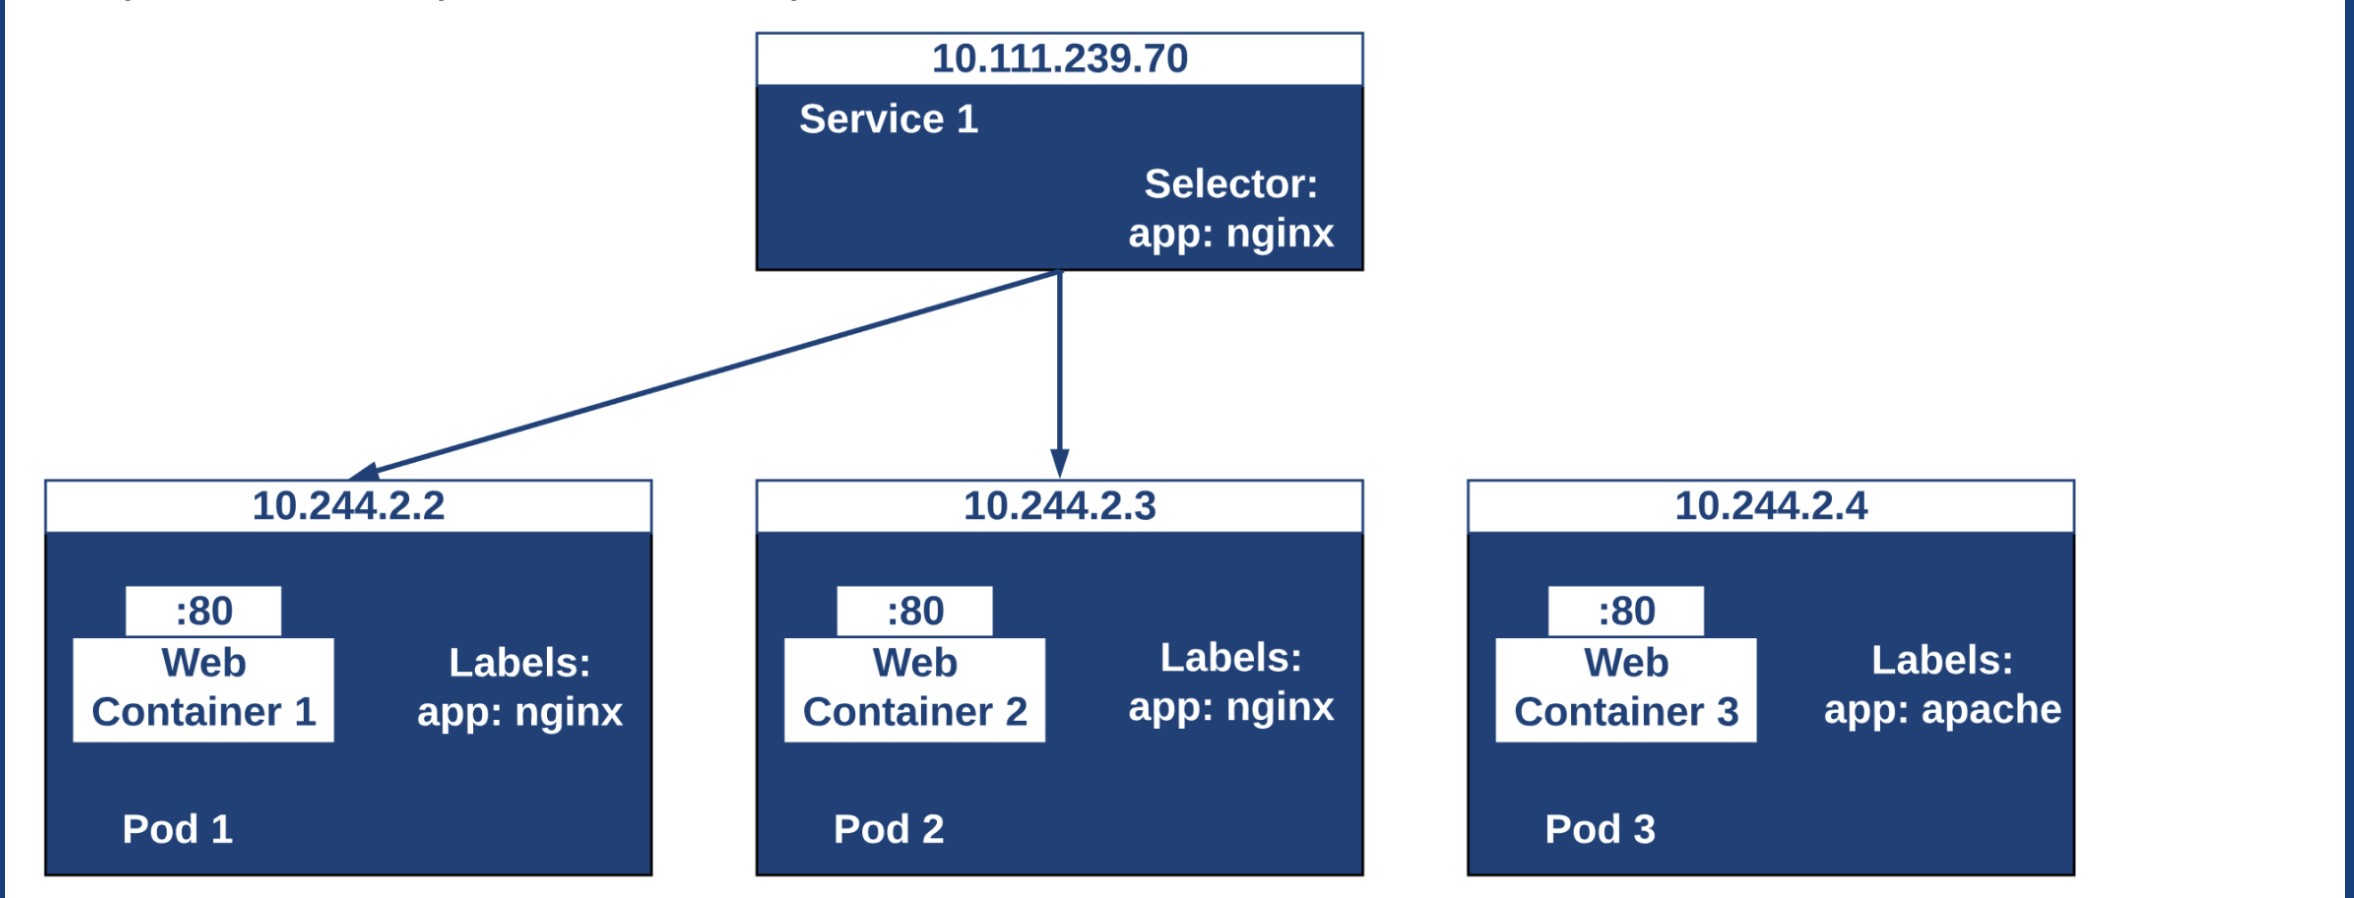 10.111.239.70
Service 1
Selector:
app: nginx
10.244.2.2
:80
Web
Container 1
Labels:
app: nginx
Pod 1
10.244.2.3
:80
Web
Container 2
Labels:
app: nginx
Pod 2
10.244.2.4
:80
Web
Container 3
Labels:
app: apache
Pod 3